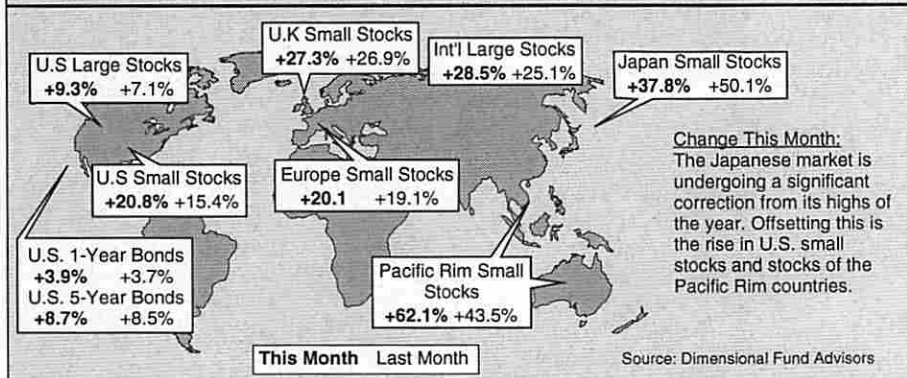 U.K Small Stocks
+27.3% +26.9%
U.S Large Stocks
+9.3% +7.1%
Int'l Large Stocks
+28.5% +25.1%
Japan Small Stocks
+37.8% +50.1%
U.S Small Stocks
+20.8% +15.4%
Europe Small Stocks
+20.1 +19.1%
Change This Month:
The Japanese market is
undergoing a significant
correction from its highs of
the year. Offsetting this is
the rise in U.S. small
stocks and stocks of the
Pacific Rim countries.
U.S. 1-Year Bonds
+3.9% +3.7%
U.S. 5-Year Bonds
+8.7% +8.5%
Pacific Rim Small
Stocks
+62.1% +43.5%
This Month Last Month
Source: Dimensional Fund Advisors